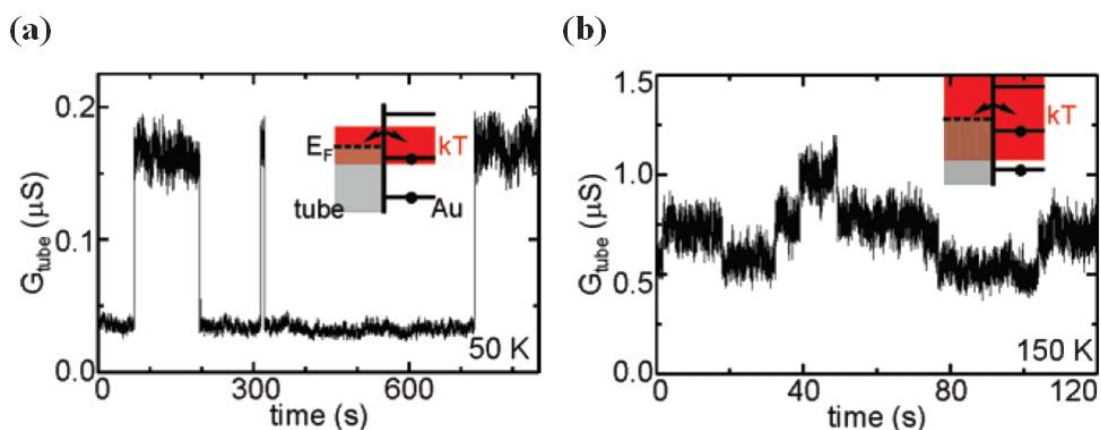 (a)
(b)
0.2
0.1
0.0
G_tube (μS)
E_F
kT
tube
Au
50 K
0
300
600
time (s)
1.5
1.0
0.5
0.0
G_tube (μS)
kT
150 K
0
40
80
120
time (s)